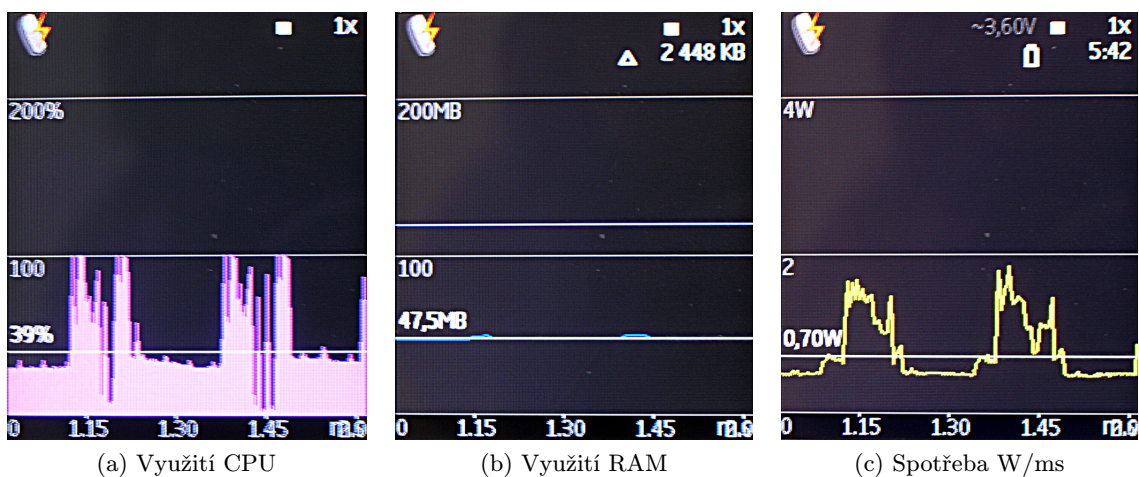 1x
200%
100
39%
0 1.15 1.30 1.45
(a) Využití CPU
1x
2 448 KB
200MB
100
47,5MB
0 1.15 1.30 1.45
(b) Využití RAM
~3,60V 1x
5:42
4W
2
0,70W
0 1.15 1.30 1.45
(c) Spotřeba W/ms